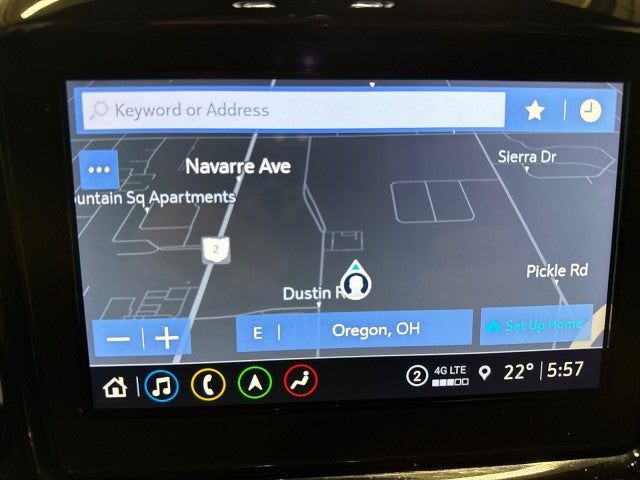 Keyword or Address
Navarre Ave
Sierra Dr
untain Sq Apartments
2
Pickle Rd
Dustin R
E
Oregon, OH
Set Up Home
2
4G LTE
22°
5:57